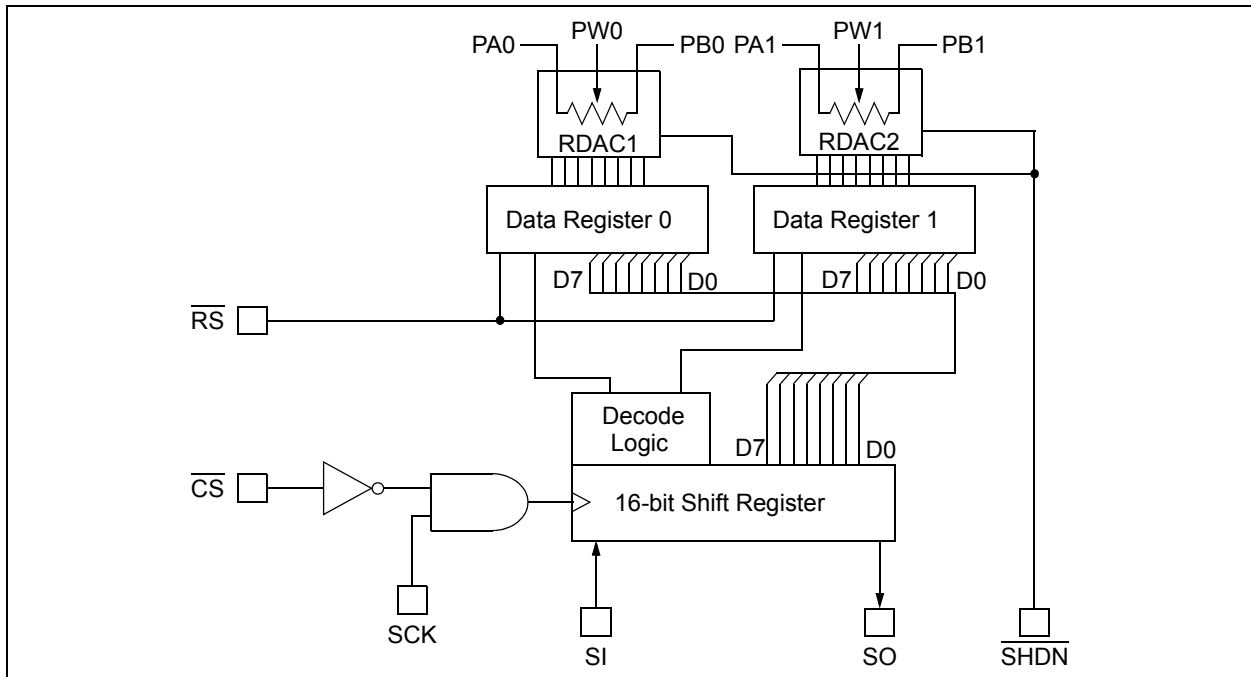 PA0 PW0 PB0 PA1 PW1 PB1
RDAC1 RDAC2
Data Register 0 Data Register 1
D7 D0 D7 D0
RS
Decode
Logic
D7 D0
CS
16-bit Shift Register
SCK
SI SO SHDN